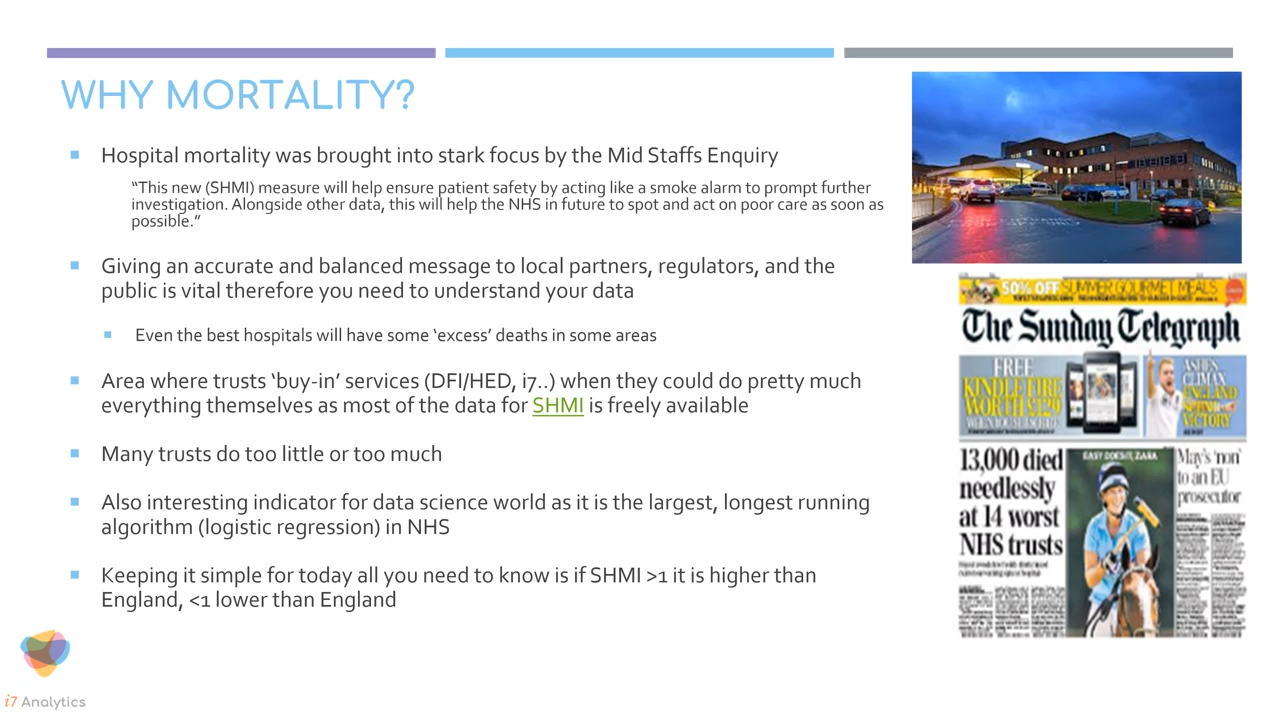 WHY MORTALITY?
Hospital mortality was brought into stark focus by the Mid Staffs Enquiry
“This new (SHMI) measure will help ensure patient safety by acting like a smoke alarm to prompt further
investigation. Alongside other data, this will help the NHS in future to spot and act on poor care as soon as
possible.”
Giving an accurate and balanced message to local partners, regulators, and the
public is vital therefore you need to understand your data
Even the best hospitals will have some ‘excess’ deaths in some areas
Area where trusts ‘buy-in’ services (DFI/HED, i7..) when they could do pretty much
everything themselves as most of the data for SHMI is freely available
Many trusts do too little or too much
Also interesting indicator for data science world as it is the largest, longest running
algorithm (logistic regression) in NHS
Keeping it simple for today all you need to know is if SHMI >1 it is higher than
England, <1 lower than England
i7 Analytics
50% OFF SUMMER GOURMET MEALS
The Sunday Telegraph
FREE
KINDLE FIRE
WORTH £129
ASHES
CLIMAX
ENGLAND
VICTORY
13,000 died
needlessly
at 14 worst
NHS trusts
EASY DOES IT, ZARA
May's 'non'
to an EU
prosecutor